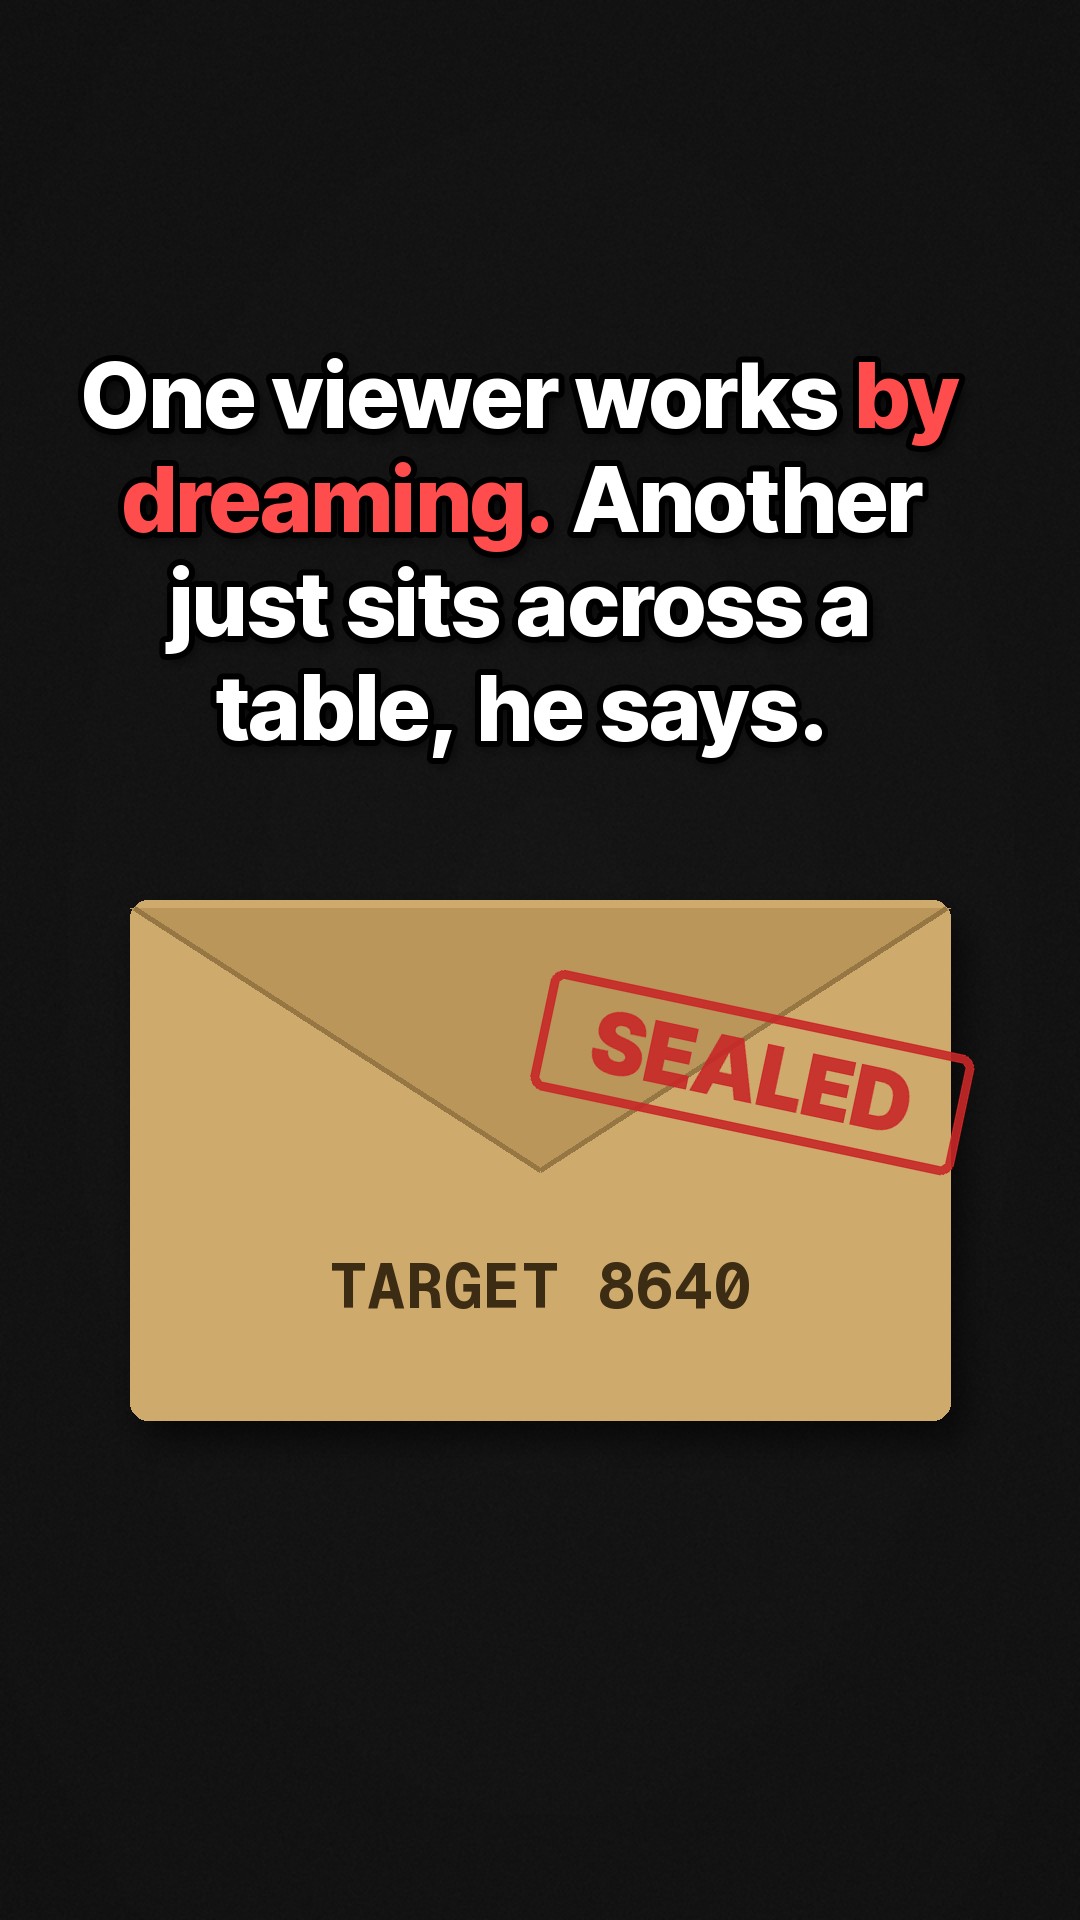 One viewer works by
dreaming. Another
just sits across a
table, he says.
SEALED
TARGET 8640